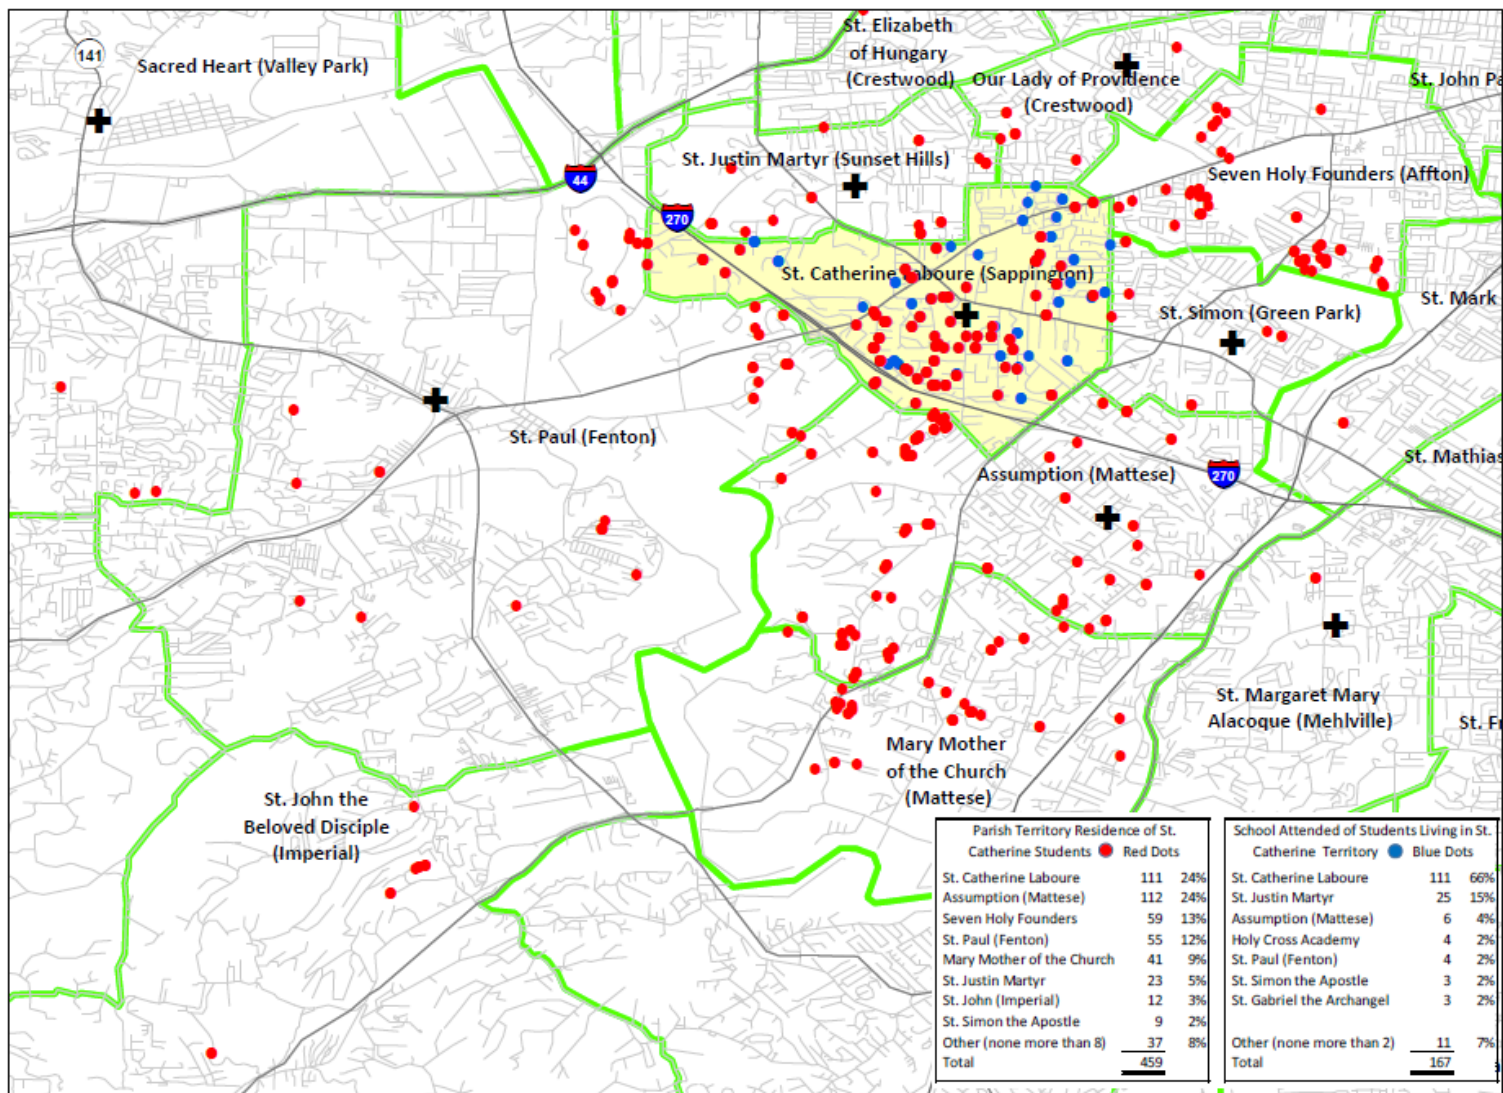 St. Elizabeth
of Hungary
(Crestwood)
141
Sacred Heart (Valley Park)
Our Lady of Providence
(Crestwood)
St. John
St. Justin Martyr (Sunset Hills)
44
Seven Holy Founders (Affton)
270
St. Catherine Laboure (Sappington)
St. Mark
St. Simon (Green Park)
St. Paul (Fenton)
St. Mathias
Assumption (Mattese)
270
St. Margaret Mary
Alacoque (Mehlville)
St.
Mary Mother
of the Church
(Mattese)
St. John the
Beloved Disciple
(Imperial)
Parish Territory Residence of St.
Catherine Students Red Dots
St. Catherine Laboure 111 24%
Assumption (Mattese) 112 24%
Seven Holy Founders 59 13%
St. Paul (Fenton) 55 12%
Mary Mother of the Church 41 9%
St. Justin Martyr 23 5%
St. John (Imperial) 12 3%
St. Simon the Apostle 9 2%
Other (none more than 8) 37 8%
Total 459
School Attended of Students Living in St.
Catherine Territory Blue Dots
St. Catherine Laboure 111 66%
St. Justin Martyr 25 15%
Assumption (Mattese) 6 4%
Holy Cross Academy 4 2%
St. Paul (Fenton) 4 2%
St. Simon the Apostle 3 2%
St. Gabriel the Archangel 3 2%
Other (none more than 2) 11 7%
Total 167